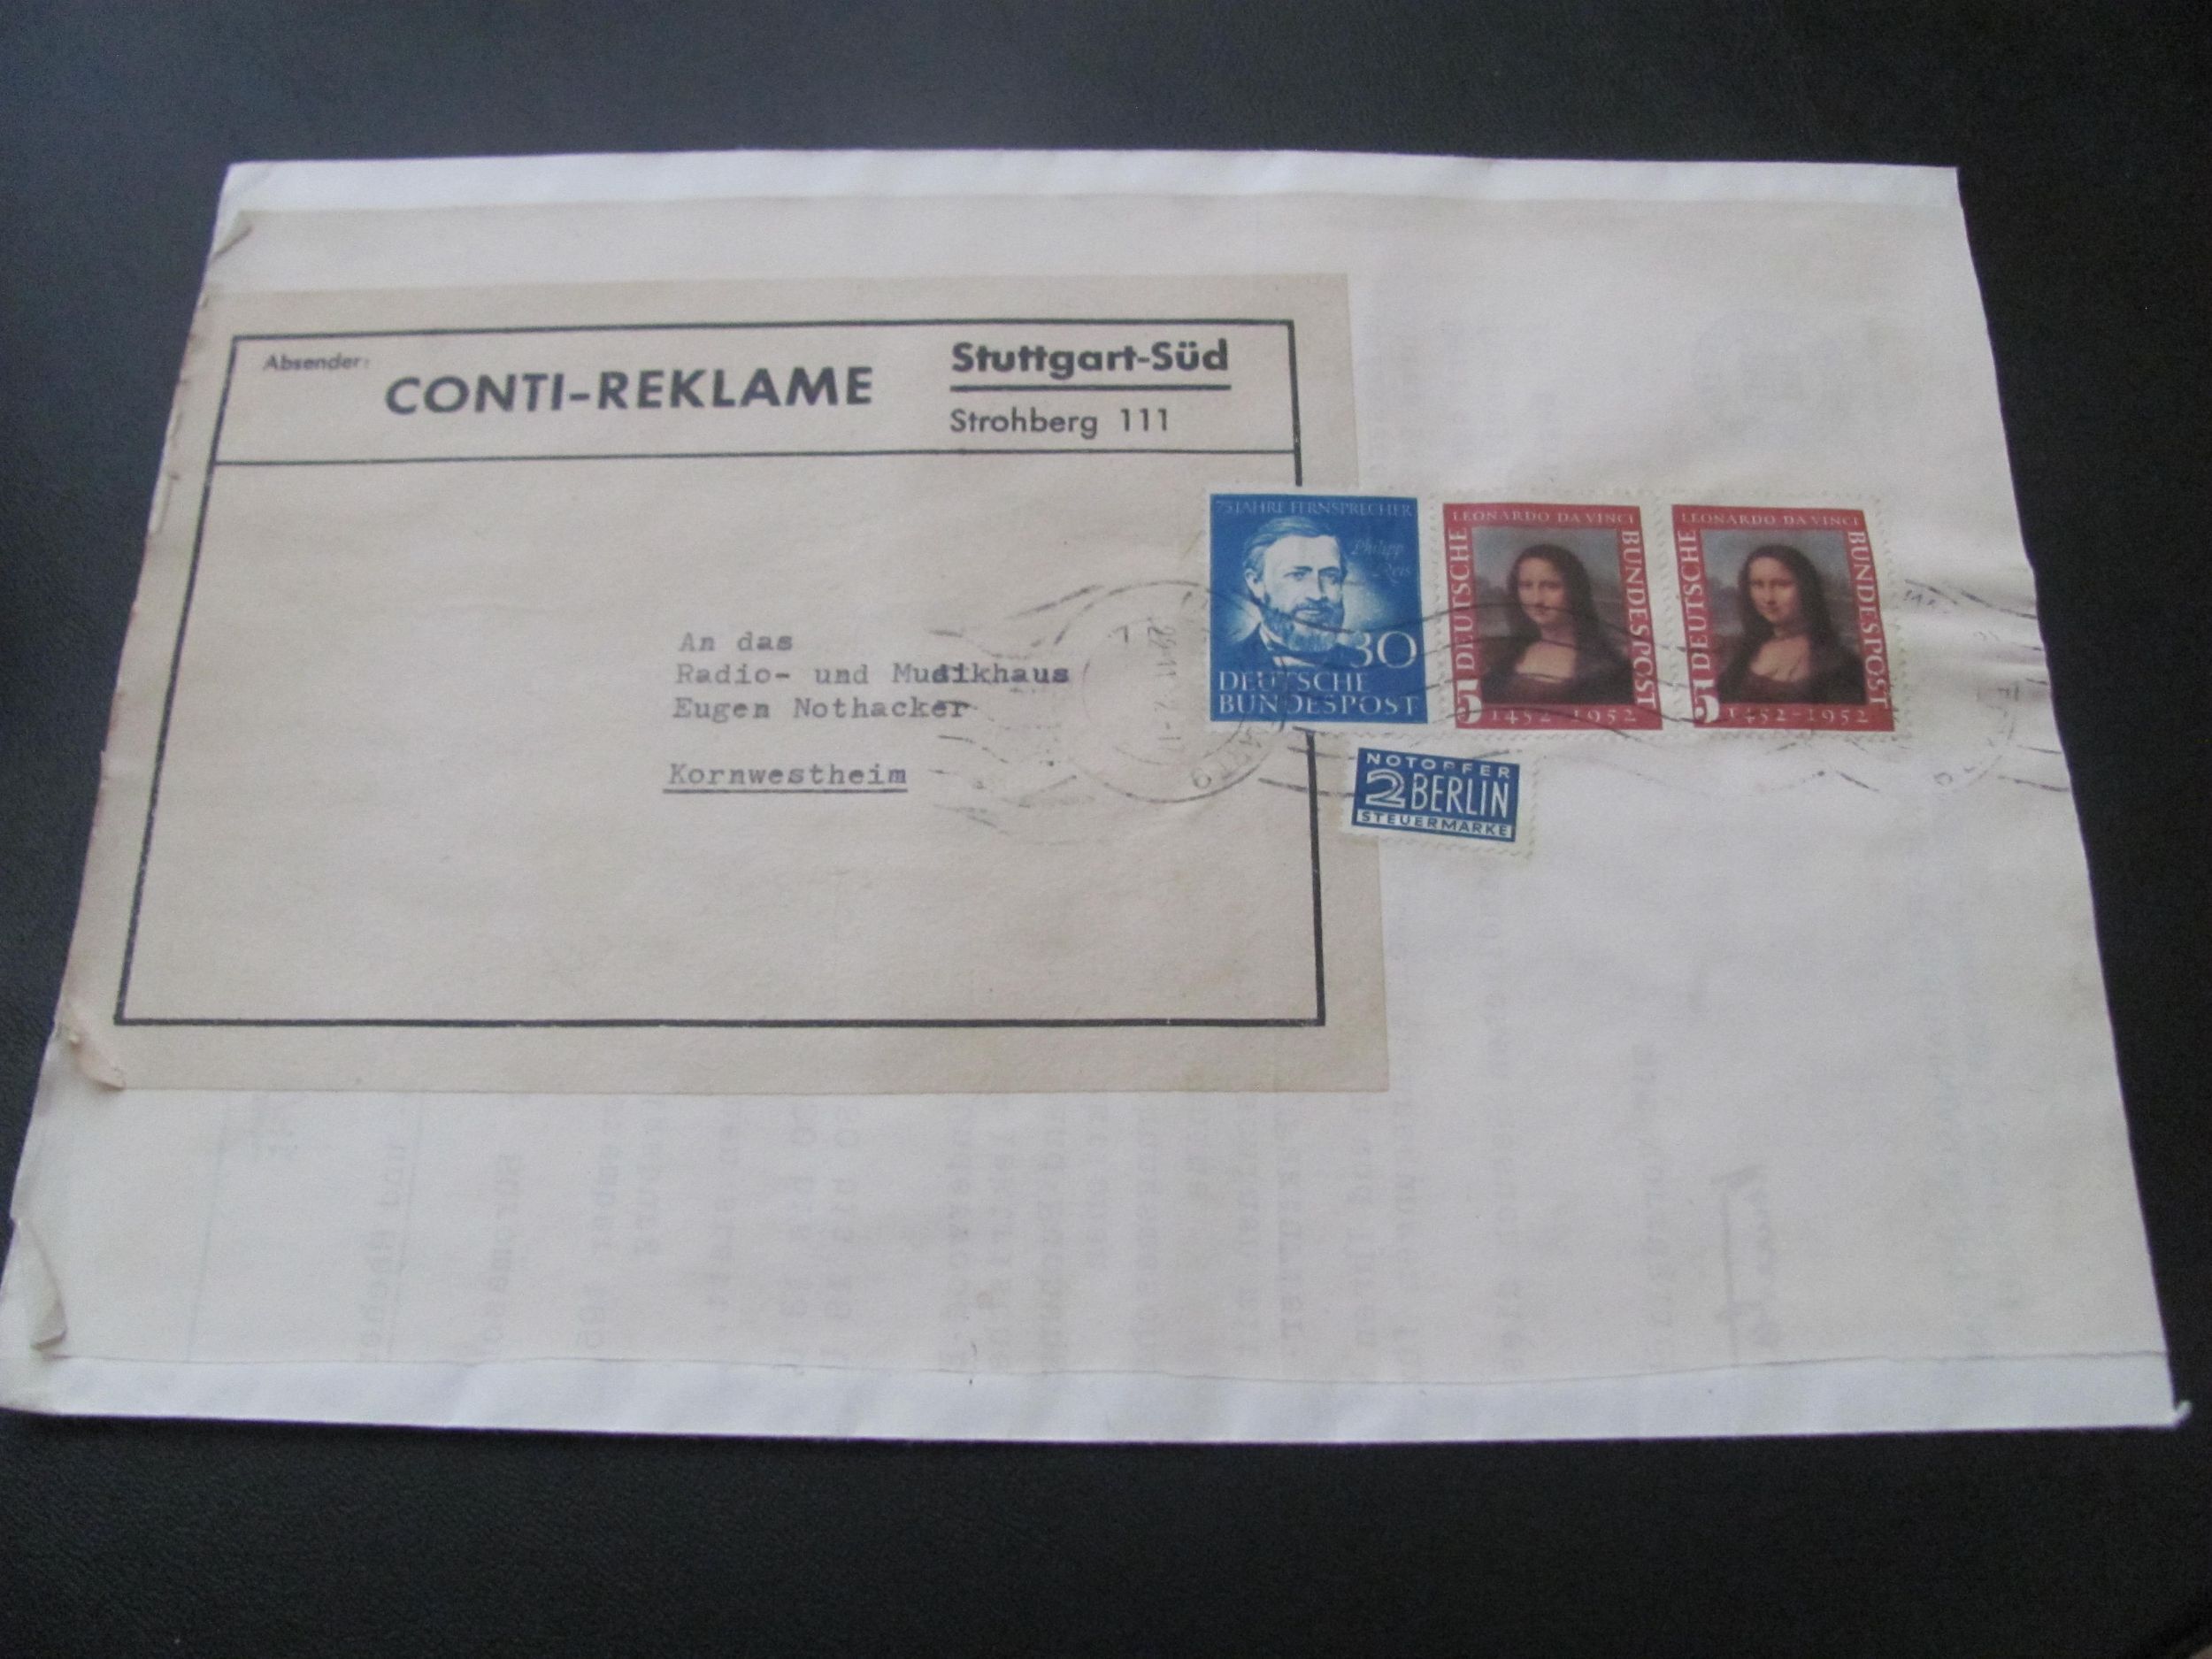 Absender:
CONTI-REKLAME
Stuttgart-Süd
Strohberg 111
An das
Radio- und Musikhaus
Eugen Nothacker
Kornwestheim
75 JAHRE FERNSPRECHER
Philipp
Reis
30
DEUTSCHE
BUNDESPOST
LEONARDO DA VINCI
DEUTSCHE
BUNDESPOST
5
1452-1952
LEONARDO DA VINCI
DEUTSCHE
BUNDESPOST
5
1452-1952
NOTOPFER
2 BERLIN
STEUERMARKE